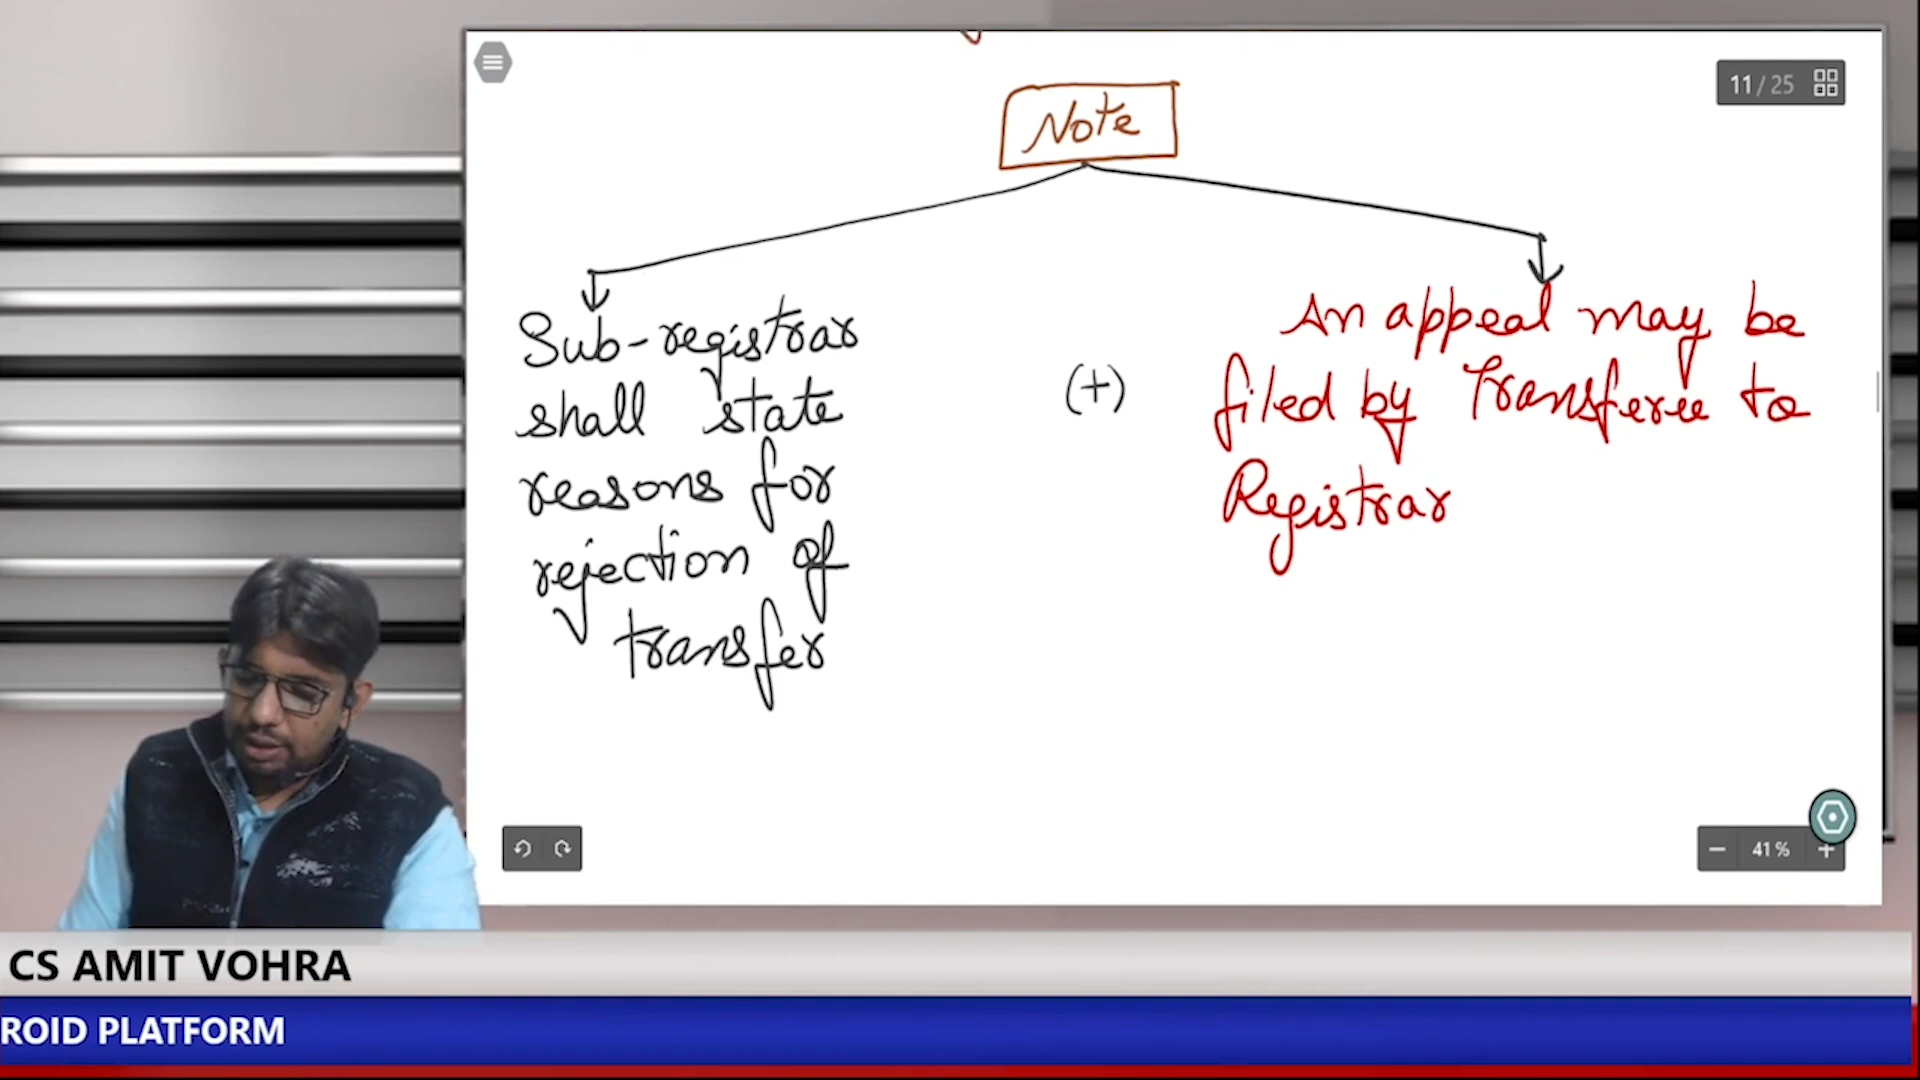 11 / 25
Note
Sub-registrar
shall state
reasons for
rejection of
transfer
(+)
An appeal may be
filed by Transferee to
Registrar
41%
CS AMIT VOHRA
ROID PLATFORM